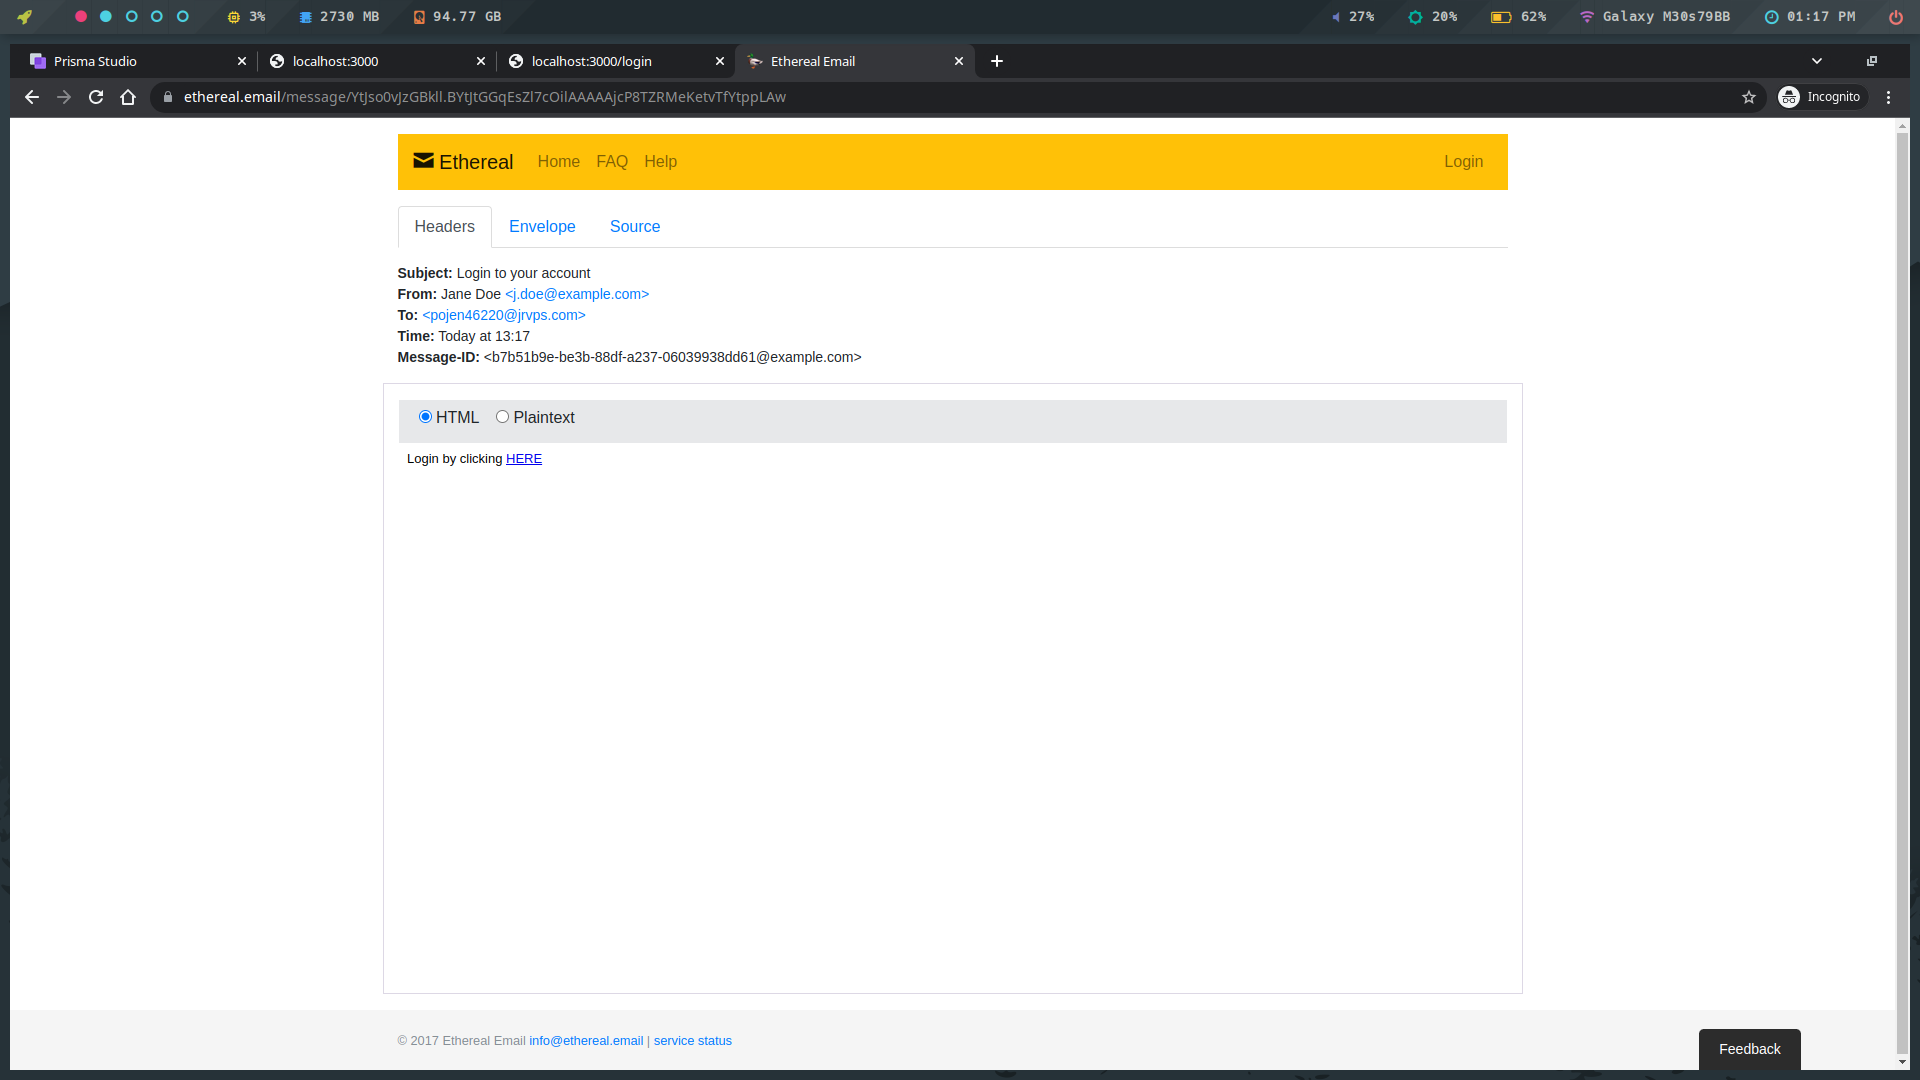 3% 2730 MB 94.77 GB 27% 20% 62% Galaxy M30s79BB 01:17 PM
Prisma Studio localhost:3000 localhost:3000/login Ethereal Email
ethereal.email/message/YtJso0vJzGBkll.BYtJtGGqEsZl7cOilAAAAAjcP8TZRMeKetvTfYtppLAw Incognito
Ethereal Home FAQ Help Login
Headers Envelope Source
Subject: Login to your account
From: Jane Doe <j.doe@example.com>
To: <pojen46220@jrvps.com>
Time: Today at 13:17
Message-ID: <b7b51b9e-be3b-88df-a237-06039938dd61@example.com>
HTML Plaintext
Login by clicking HERE
© 2017 Ethereal Email info@ethereal.email | service status
Feedback